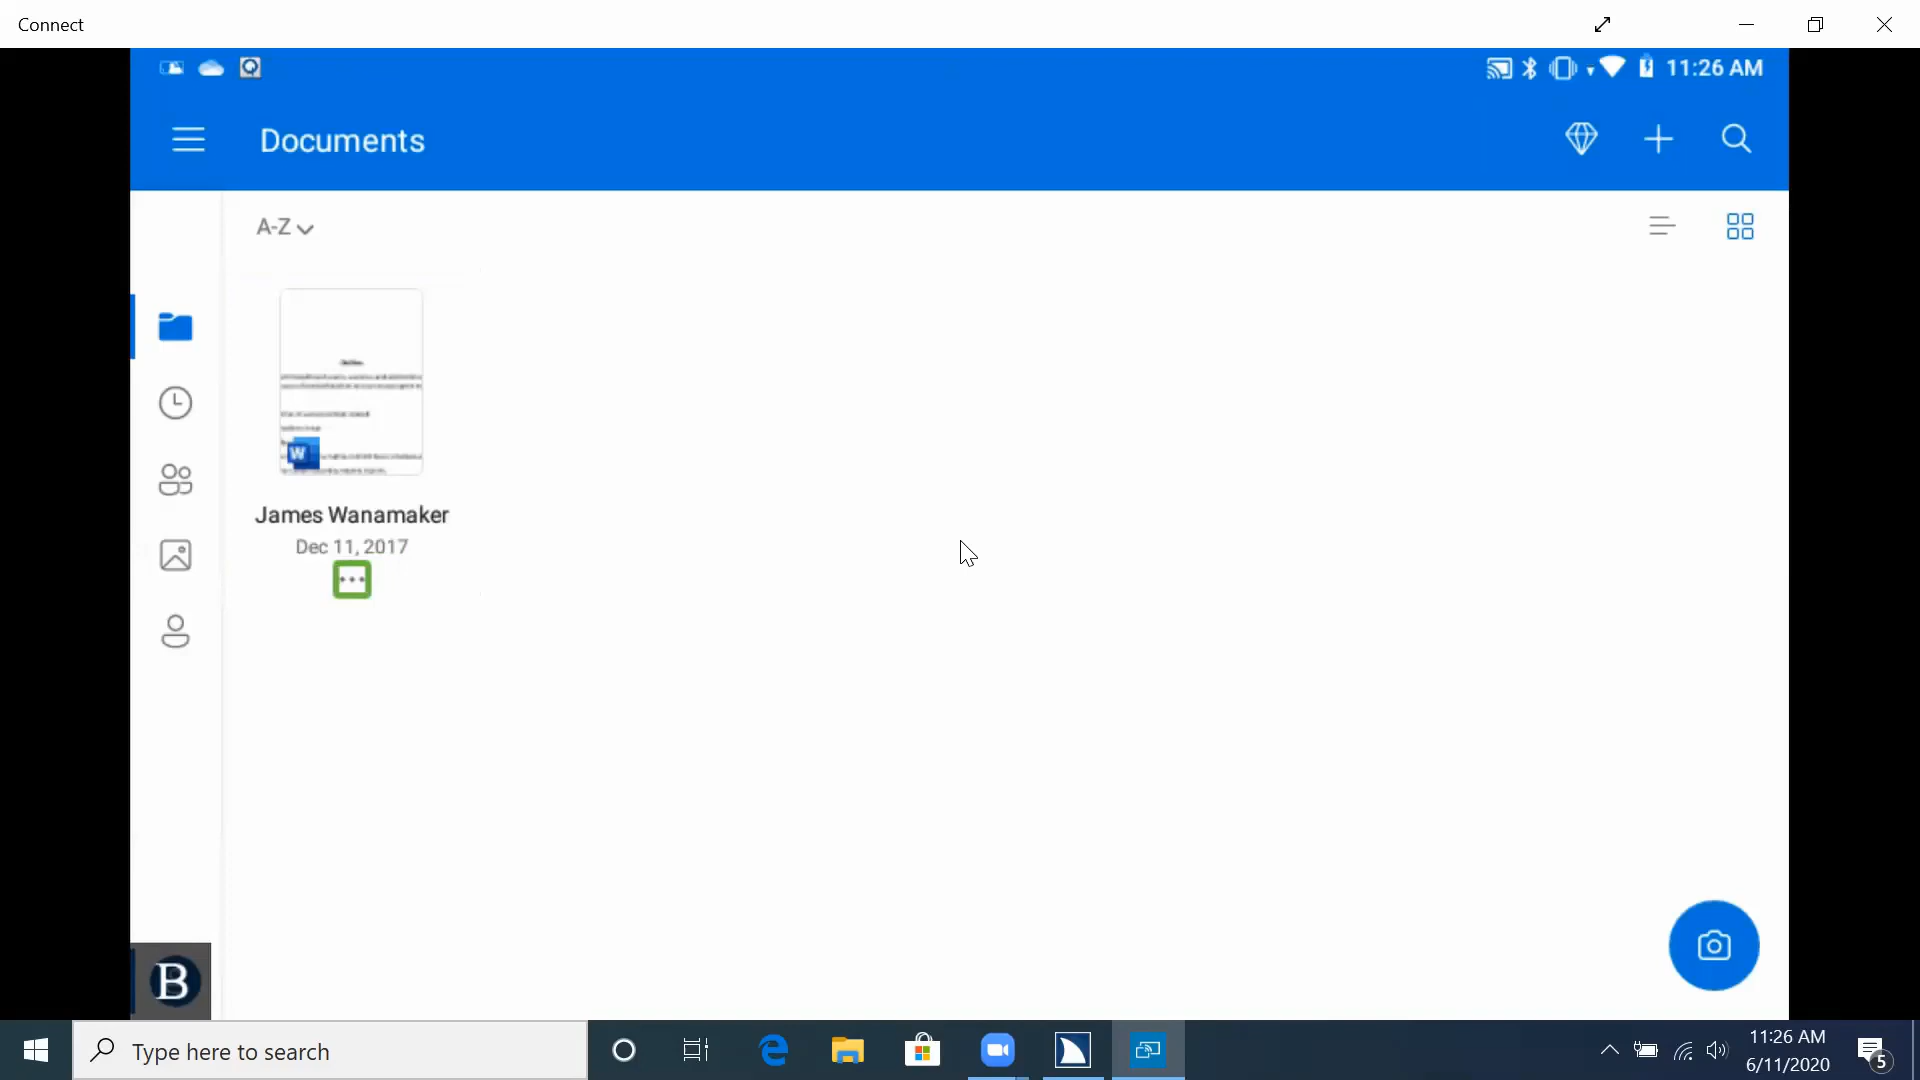 Connect
11:26 AM
Documents
A-Z
W
James Wanamaker
Dec 11, 2017
B
Type here to search
11:26 AM
6/11/2020
5